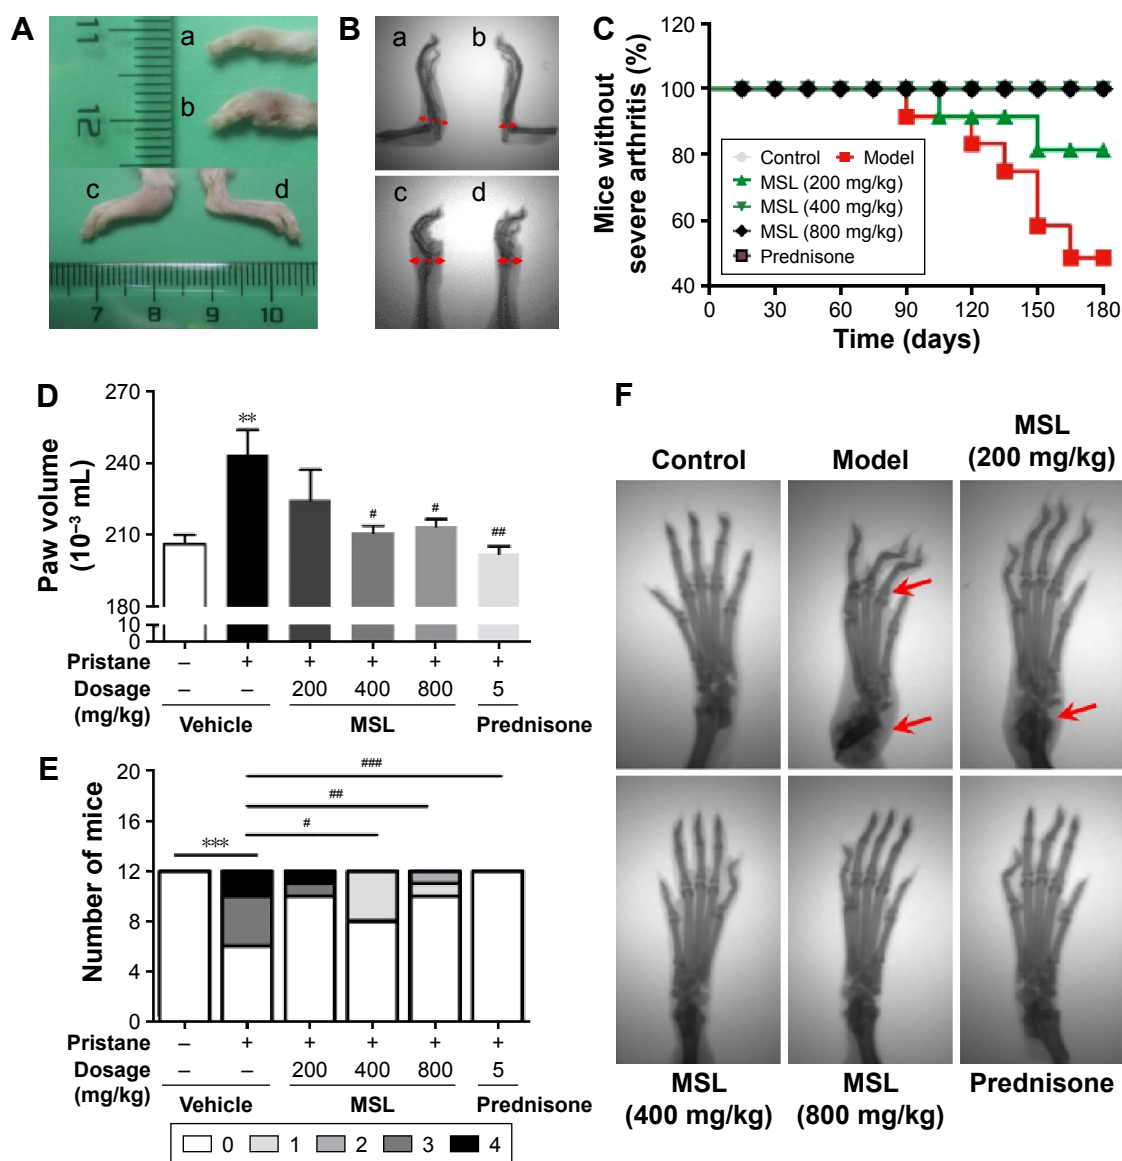 A
11
12
a
b
c
d
7
8
9
10
B
a
b
c
d
C
Mice without
severe arthritis (%)
120
100
80
60
40
0
30
60
90
120
150
180
Time (days)
Control
Model
MSL (200 mg/kg)
MSL (400 mg/kg)
MSL (800 mg/kg)
Prednisone
D
Paw volume
(10⁻³ mL)
270
240
210
180
10
0
**
#
#
##
Pristane – + + + + +
Dosage – – 200 400 800 5
(mg/kg)
Vehicle MSL Prednisone
E
Number of mice
20
16
12
8
4
0
###
##
#
***
Pristane – + + + + +
Dosage – – 200 400 800 5
(mg/kg)
Vehicle MSL Prednisone
0 1 2 3 4
F
Control
Model
MSL
(200 mg/kg)
MSL
(400 mg/kg)
MSL
(800 mg/kg)
Prednisone